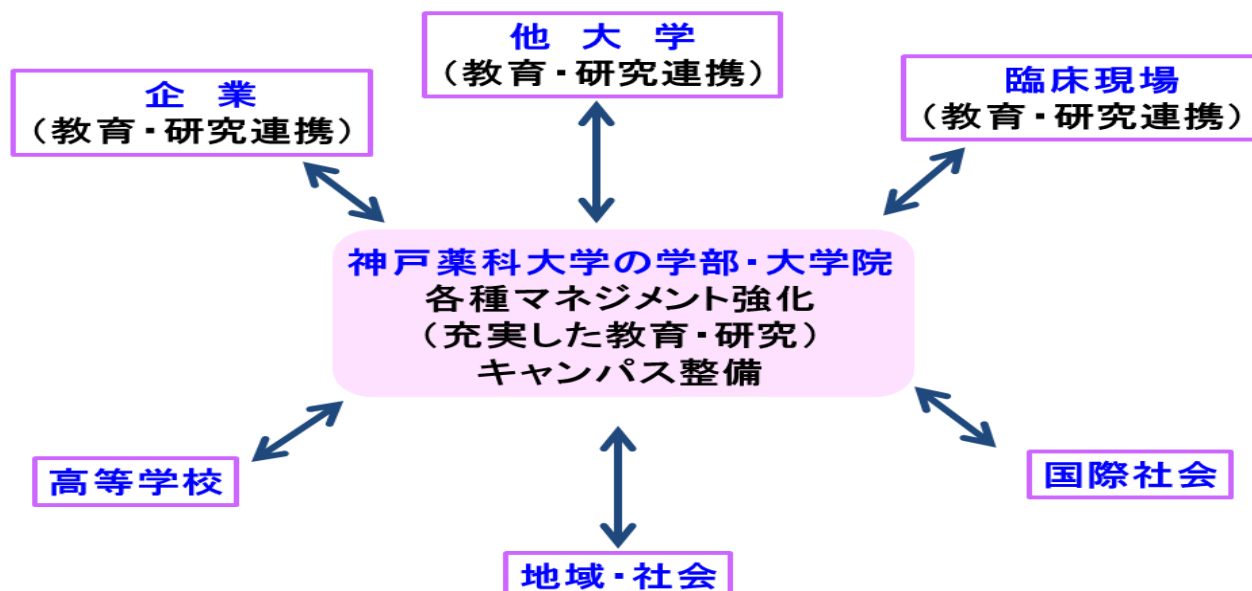 他 大 学
（教育・研究連携）
企 業
（教育・研究連携）
臨床現場
（教育・研究連携）
神戸薬科大学の学部・大学院
各種マネジメント強化
（充実した教育・研究）
キャンパス整備
高等学校
国際社会
地域・社会